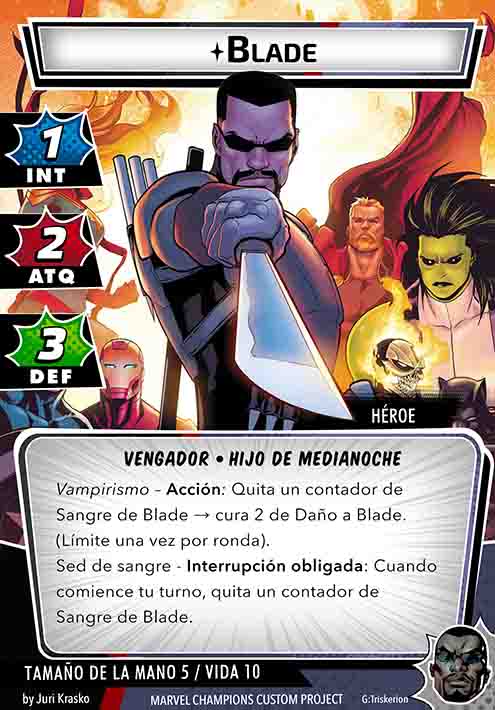 BLADE
1
INT
2
ATQ
3
DEF
HÉROE
VENGADOR • HIJO DE MEDIANOCHE
Vampirismo – Acción: Quita un contador de
Sangre de Blade → cura 2 de Daño a Blade.
(Límite una vez por ronda).
Sed de sangre - Interrupción obligada: Cuando
comience tu turno, quita un contador de
Sangre de Blade.
TAMAÑO DE LA MANO 5 / VIDA 10
by Juri Krasko MARVEL CHAMPIONS CUSTOM PROJECT G:Triskerion